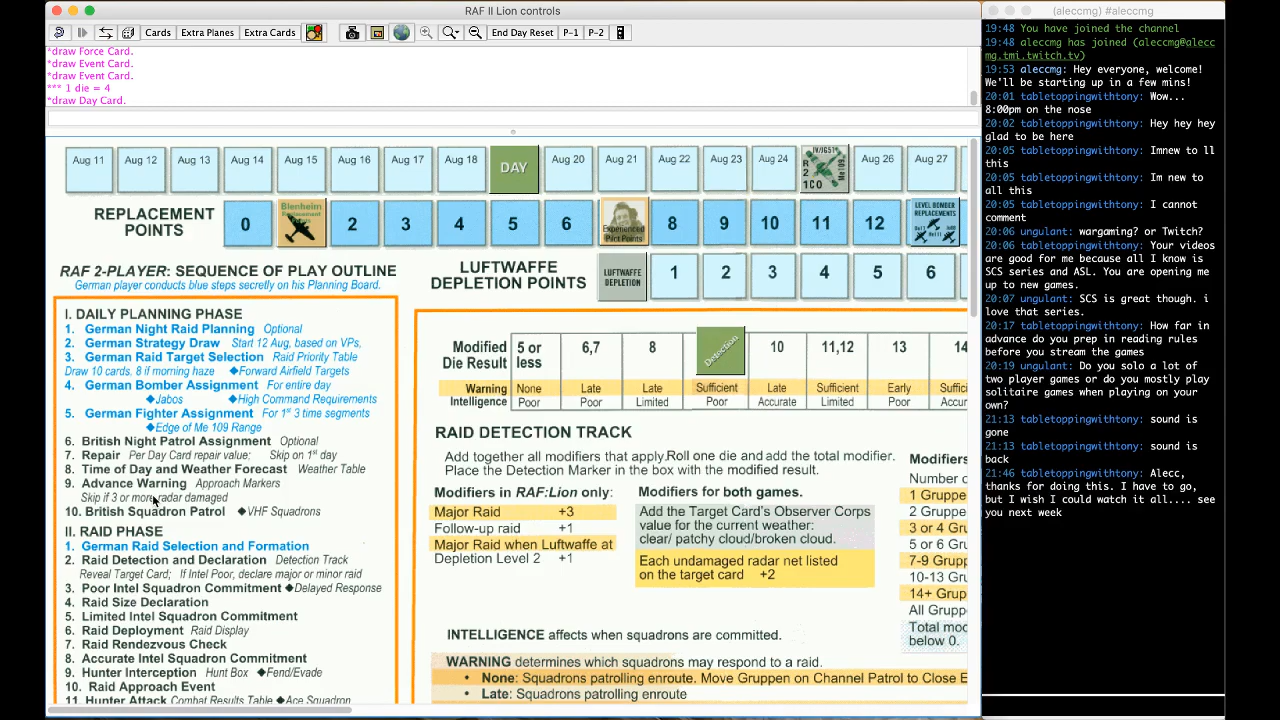 RAF II Lion controls
Cards
Extra Planes
Extra Cards
End Day Reset
P-1
P-2
*draw Force Card.
*draw Event Card.
*draw Event Card.
*** 1 die = 4
*draw Day Card.
Aug 11
Aug 12
Aug 13
Aug 14
Aug 15
Aug 16
Aug 17
Aug 18
DAY
Aug 20
Aug 21
Aug 22
Aug 23
Aug 24
Aug 26
Aug 27
REPLACEMENT
POINTS
0
Blenheim
2
3
4
5
6
Experienced
Pilot Points
8
9
10
11
12
LEVEL BOMBER
REPLACEMENTS
RAF 2-PLAYER: SEQUENCE OF PLAY OUTLINE
German player conducts blue steps secretly on his Planning Board.
LUFTWAFFE
DEPLETION POINTS
LUFTWAFFE
DEPLETION
1
2
3
4
5
6
I. DAILY PLANNING PHASE
1. German Night Raid Planning Optional
2. German Strategy Draw Start 12 Aug, based on VPs,
3. German Raid Target Selection Raid Priority Table
Draw 10 cards. 8 if morning haze ◆Forward Airfield Targets
4. German Bomber Assignment For entire day
◆Jabos ◆High Command Requirements
5. German Fighter Assignment For 1st 3 time segments
◆Edge of Me 109 Range
6. British Night Patrol Assignment Optional
7. Repair Per Day Card repair value: Skip on 1st day
8. Time of Day and Weather Forecast Weather Table
9. Advance Warning Approach Markers
Skip if 3 or more radar damaged
10. British Squadron Patrol ◆VHF Squadrons
II. RAID PHASE
1. German Raid Selection and Formation
2. Raid Detection and Declaration Detection Track
Reveal Target Card; If Intel Poor, declare major or minor raid
3. Poor Intel Squadron Commitment ◆Delayed Response
4. Raid Size Declaration
5. Limited Intel Squadron Commitment
6. Raid Deployment Raid Display
7. Raid Rendezvous Check
8. Accurate Intel Squadron Commitment
9. Hunter Interception Hunt Box ◆Fend/Evade
10. Raid Approach Event
11. Hunter Attack Combat Results Table ◆Ace Squadron
Modified
Die Result
5 or
less
6,7
8
Detection
10
11,12
13
14
Warning
None
Late
Late
Sufficient
Late
Sufficient
Early
Suffici
Intelligence
Poor
Poor
Limited
Poor
Accurate
Limited
Poor
Accur
RAID DETECTION TRACK
Add together all modifiers that apply.Roll one die and add the total modifier.
Place the Detection Marker in the box with the modified result.
Modifiers in RAF:Lion only:
Major Raid +3
Follow-up raid +1
Major Raid when Luftwaffe at
Depletion Level 2 +1
Modifiers for both games.
Add the Target Card's Observer Corps
value for the current weather:
clear/ patchy cloud/broken cloud.
Each undamaged radar net listed
on the target card +2
Modifiers
Number o
1 Gruppe
2 Gruppe
3 or 4 Gr
5 or 6 Gr
7-9 Grupp
10-13 Gr
14+ Grup
All Gruppe
Total mod
below 0.
INTELLIGENCE affects when squadrons are committed.
WARNING determines which squadrons may respond to a raid.
• None: Squadrons patrolling enroute. Move Gruppen on Channel Patrol to Close E
• Late: Squadrons patrolling enroute
(aleccmg) #aleccmg
19:48 You have joined the channel
19:48 aleccmg has joined (aleccmg@alecc
mg.tmi.twitch.tv)
19:53 aleccmg: Hey everyone, welcome!
We'll be starting up in a few mins!
20:01 tabletoppingwithtony: Wow...
8:00pm on the nose
20:02 tabletoppingwithtony: Hey hey hey
glad to be here
20:05 tabletoppingwithtony: Imnew to ll
this
20:05 tabletoppingwithtony: Im new to
all this
20:05 tabletoppingwithtony: I cannot
comment
20:06 ungulant: wargaming? or Twitch?
20:06 tabletoppingwithtony: Your videos
are good for me because all I know is
SCS series and ASL. You are opening me
up to new games.
20:07 ungulant: SCS is great though. i
love that series.
20:17 tabletoppingwithtony: How far in
advance do you prep in reading rules
before you stream the games
20:19 ungulant: Do you solo a lot of
two player games or do you mostly play
solitaire games when playing on your
own?
21:13 tabletoppingwithtony: sound is
gone
21:13 tabletoppingwithtony: sound is
back
21:46 tabletoppingwithtony: Alecc,
thanks for doing this. I have to go,
but I wish I could watch it all.... see
you next week